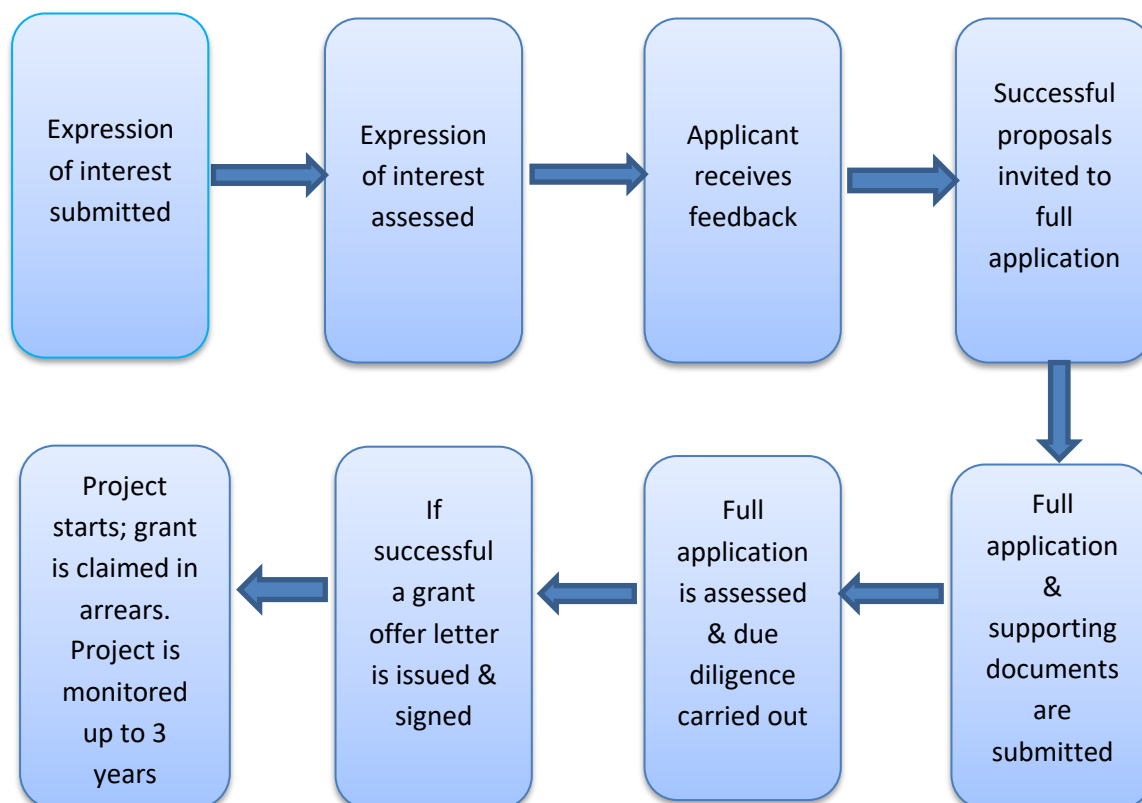 Expression
of interest
submitted
Expression
of interest
assessed
Applicant
receives
feedback
Successful
proposals
invited to
full
application
Full
application
&
supporting
documents
are
submitted
Full
application
is assessed
& due
diligence
carried out
If
successful
a grant
offer letter
is issued &
signed
Project
starts; grant
is claimed in
arrears.
Project is
monitored
up to 3
years